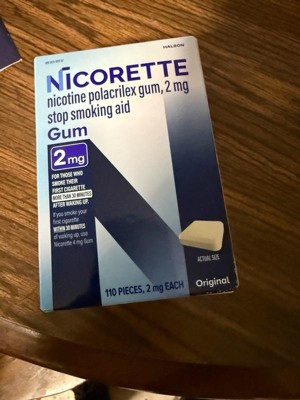 HALEON
NICORETTE
nicotine polacrilex gum, 2 mg
stop smoking aid
Gum
2 mg
FOR THOSE WHO
SMOKE THEIR
FIRST CIGARETTE
MORE THAN 30 MINUTES
AFTER WAKING UP.
If you smoke your
first cigarette
WITHIN 30 MINUTES
of waking up, use
Nicorette 4 mg Gum
ACTUAL SIZE
110 PIECES, 2 mg EACH
Original